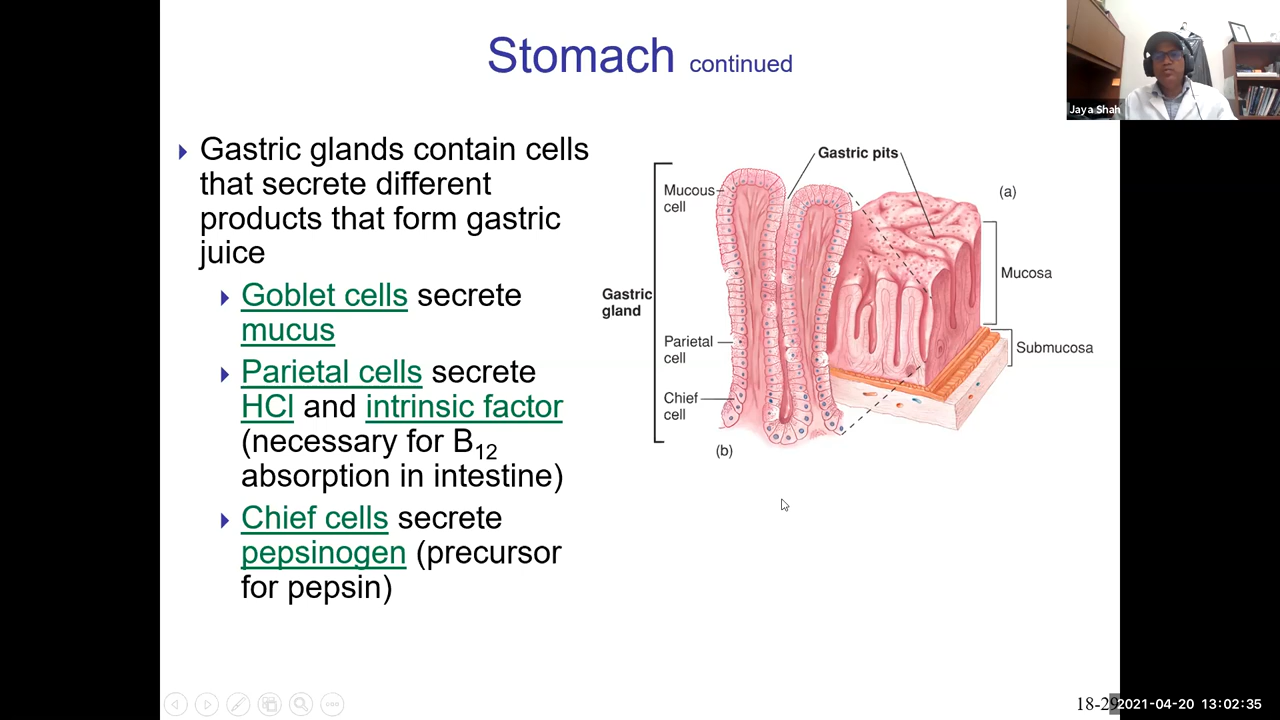 Stomach continued
Jaya Shah
Gastric glands contain cells
that secrete different
products that form gastric
juice
Goblet cells secrete
mucus
Parietal cells secrete
HCl and intrinsic factor
(necessary for B12
absorption in intestine)
Chief cells secrete
pepsinogen (precursor
for pepsin)
Gastric pits
Mucous
cell
(a)
Mucosa
Gastric
gland
Parietal
cell
Submucosa
Chief
cell
(b)
18-29
2021-04-20 13:02:35